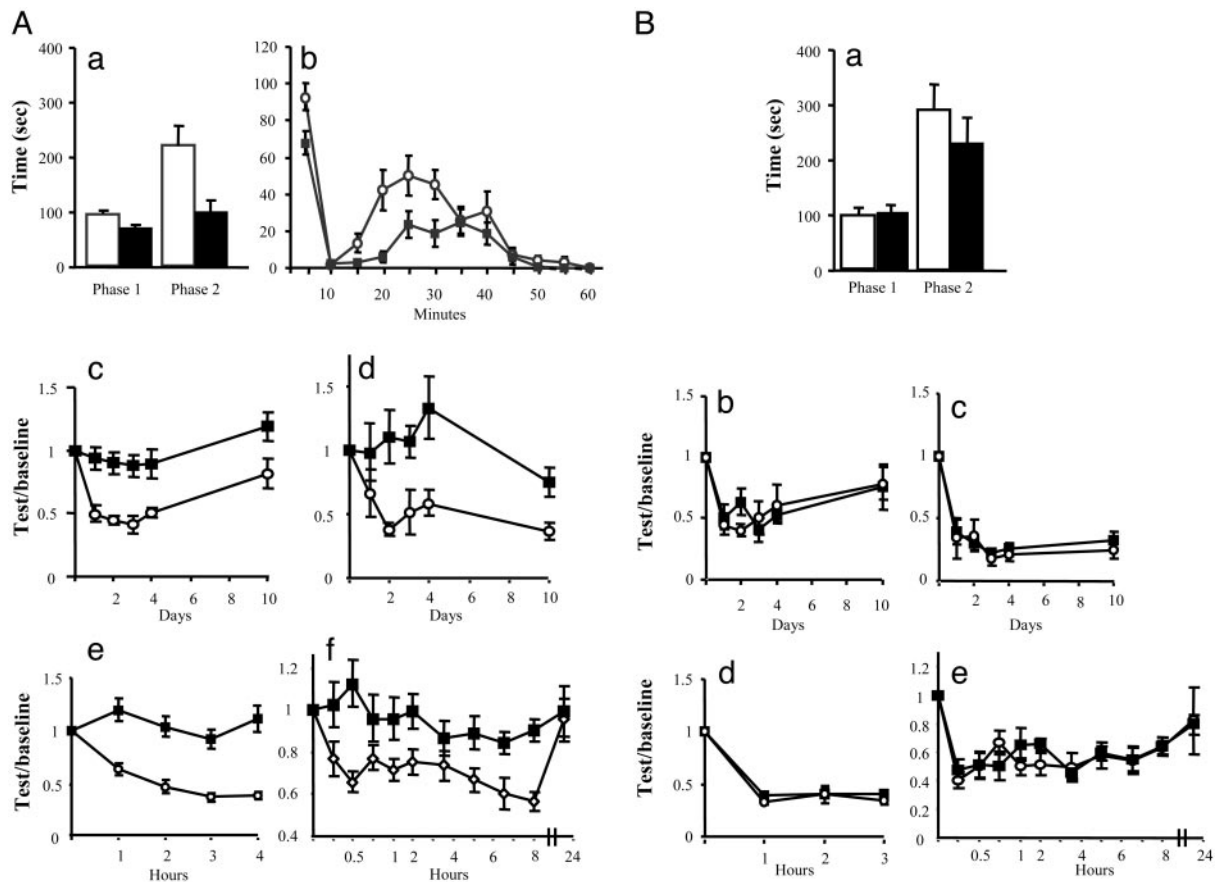 A
a
400
300
200
100
0
Time (sec)
Phase 1 Phase 2
b
120
100
80
60
40
20
0
10 20 30 40 50 60
Minutes
B
a
400
300
200
100
0
Time (sec)
Phase 1 Phase 2
c
1.5
1
0.5
0
Test/baseline
2 4 6 8 10
Days
d
1.5
1
0.5
0
2 4 6 8 10
Days
b
1.5
1
0.5
0
Test/baseline
2 4 6 8 10
Days
c
1.5
1
0.5
0
2 4 6 8 10
Days
e
1.5
1
0.5
0
Test/baseline
1 2 3 4
Hours
f
1.2
1
0.8
0.6
0.4
0.5 1 2 4 6 8 24
Hours
d
1.5
1
0.5
0
Test/baseline
1 2 3
Hours
e
1.2
1
0.8
0.6
0.4
0.2
0
0.5 1 2 4 6 8 24
Hours